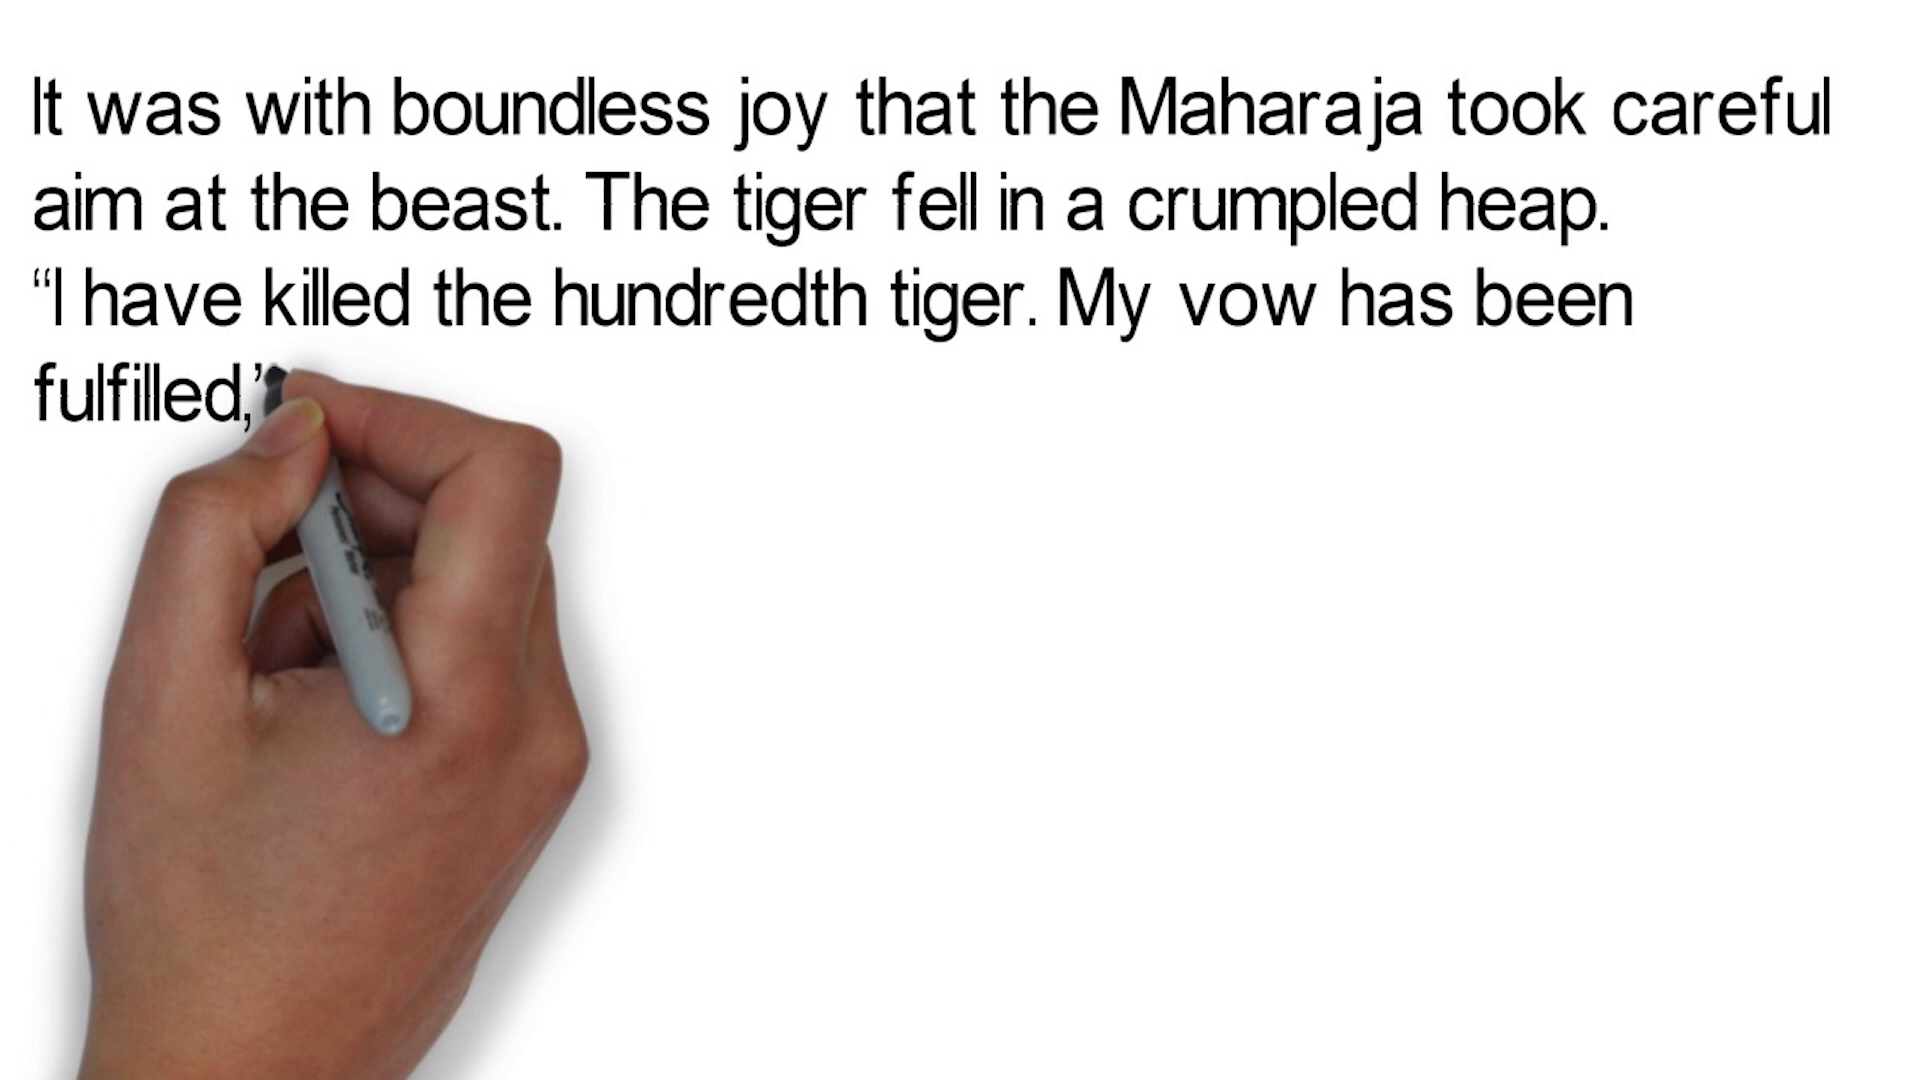 It was with boundless joy that the Maharaja took careful
aim at the beast. The tiger fell in a crumpled heap.
“I have killed the hundredth tiger. My vow has been
fulfilled,”